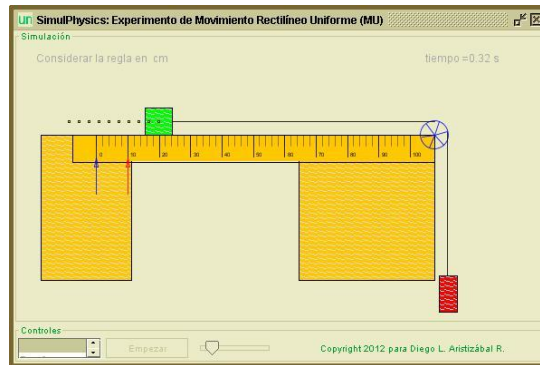 un SimulPhysics: Experimento de Movimiento Rectilíneo Uniforme (MU)
Simulación
Considerar la regla en cm
tiempo =0.32 s
0 10 20 30 40 50 60 70 80 90 100
Controles
Empezar
Copyright 2012 para Diego L. Aristizábal R.